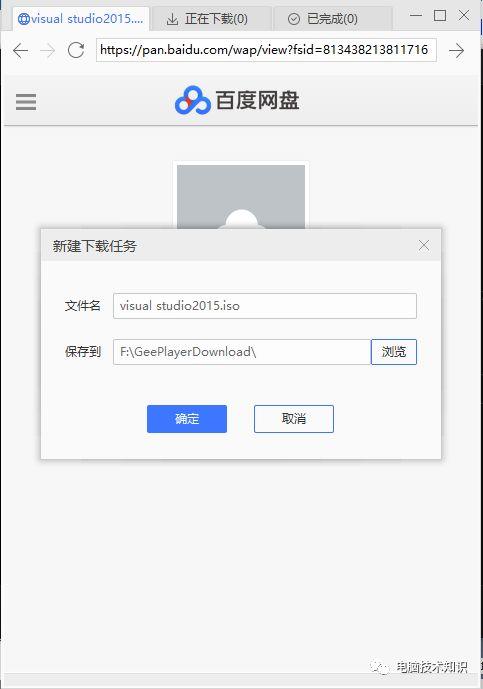 visual studio2015....
正在下载(0)
已完成(0)
https://pan.baidu.com/wap/view?fsid=813438213811716
百度网盘
新建下载任务
文件名
visual studio2015.iso
保存到
F:\GeePlayerDownload\
浏览
确定
取消
电脑技术知识